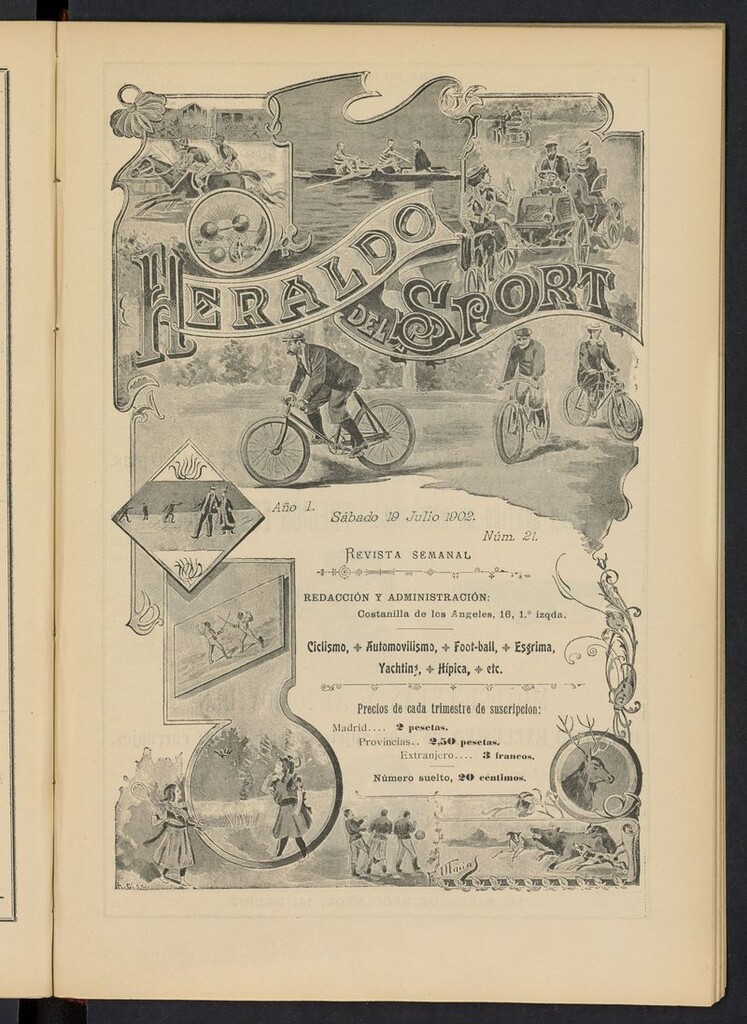 HERALDO
DEL SPORT
Año 1.
Sábado 19 Julio 1902.
Núm. 21.
REVISTA SEMANAL
REDACCIÓN Y ADMINISTRACIÓN:
Costanilla de los Angeles, 16, 1.º izqda.
Ciclismo, + Automovilismo, + Foot-ball, + Esgrima,
Yachting, + Hípica, + etc.
Precios de cada trimestre de suscripcion:
Madrid.... 2 pesetas.
Provincias.. 2,50 pesetas.
Extranjero.... 3 francos.
Número suelto, 20 céntimos.